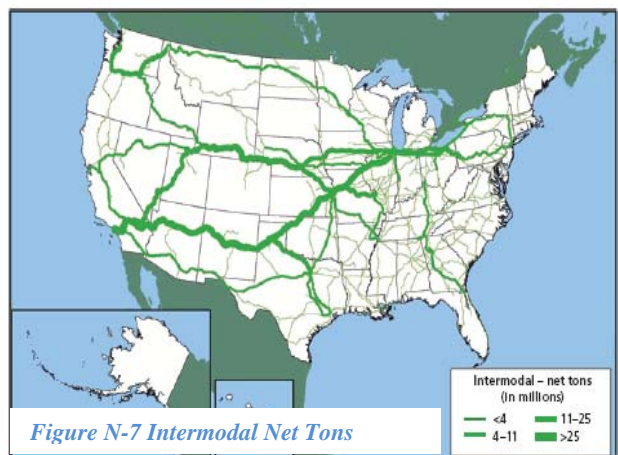 Intermodal – net tons
(in millions)
<4
11–25
4–11
>25
Figure N-7 Intermodal Net Tons